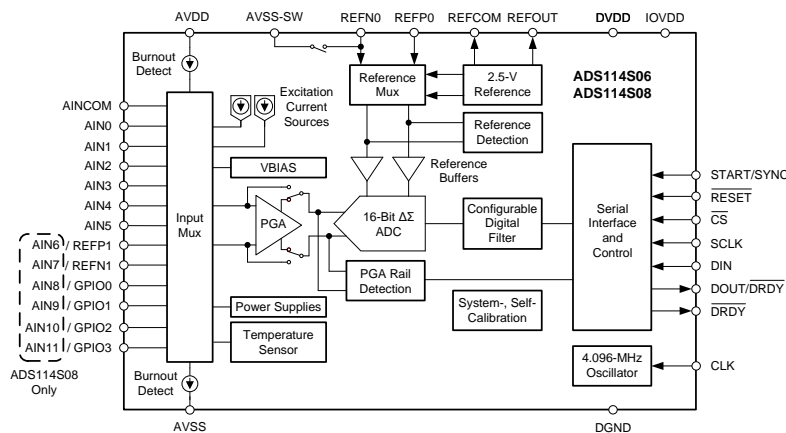 AVDD
AVSS-SW
REFN0
REFP0
REFCOM
REFOUT
DVDD
IOVDD
Burnout
Detect
Reference
Mux
2.5-V
Reference
ADS114S06
ADS114S08
Excitation
Current
Sources
Reference
Detection
AINCOM
AIN0
AIN1
AIN2
AIN3
AIN4
AIN5
AIN6 / REFP1
AIN7 / REFN1
AIN8 / GPIO0
AIN9 / GPIO1
AIN10 / GPIO2
AIN11 / GPIO3
ADS114S08
Only
Input
Mux
VBIAS
Reference
Buffers
PGA
16-Bit ΔΣ
ADC
Configurable
Digital
Filter
Serial
Interface
and
Control
START/SYNC
RESET
CS
SCLK
DIN
DOUT/DRDY
DRDY
PGA Rail
Detection
System-, Self-
Calibration
Power Supplies
Temperature
Sensor
4.096-MHz
Oscillator
CLK
Burnout
Detect
AVSS
DGND